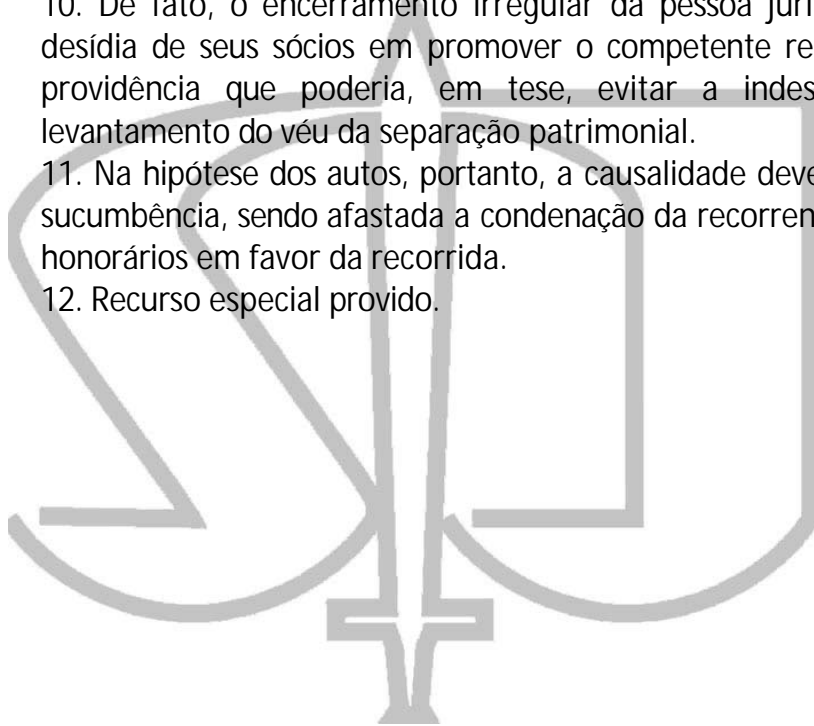 10. De fato, o encerramento irregular da pessoa jurí
desídia de seus sócios em promover o competente re
providência que poderia, em tese, evitar a indes
levantamento do véu da separação patrimonial.
11. Na hipótese dos autos, portanto, a causalidade deve
sucumbência, sendo afastada a condenação da recorren
honorários em favor da recorrida.
12. Recurso especial provido.